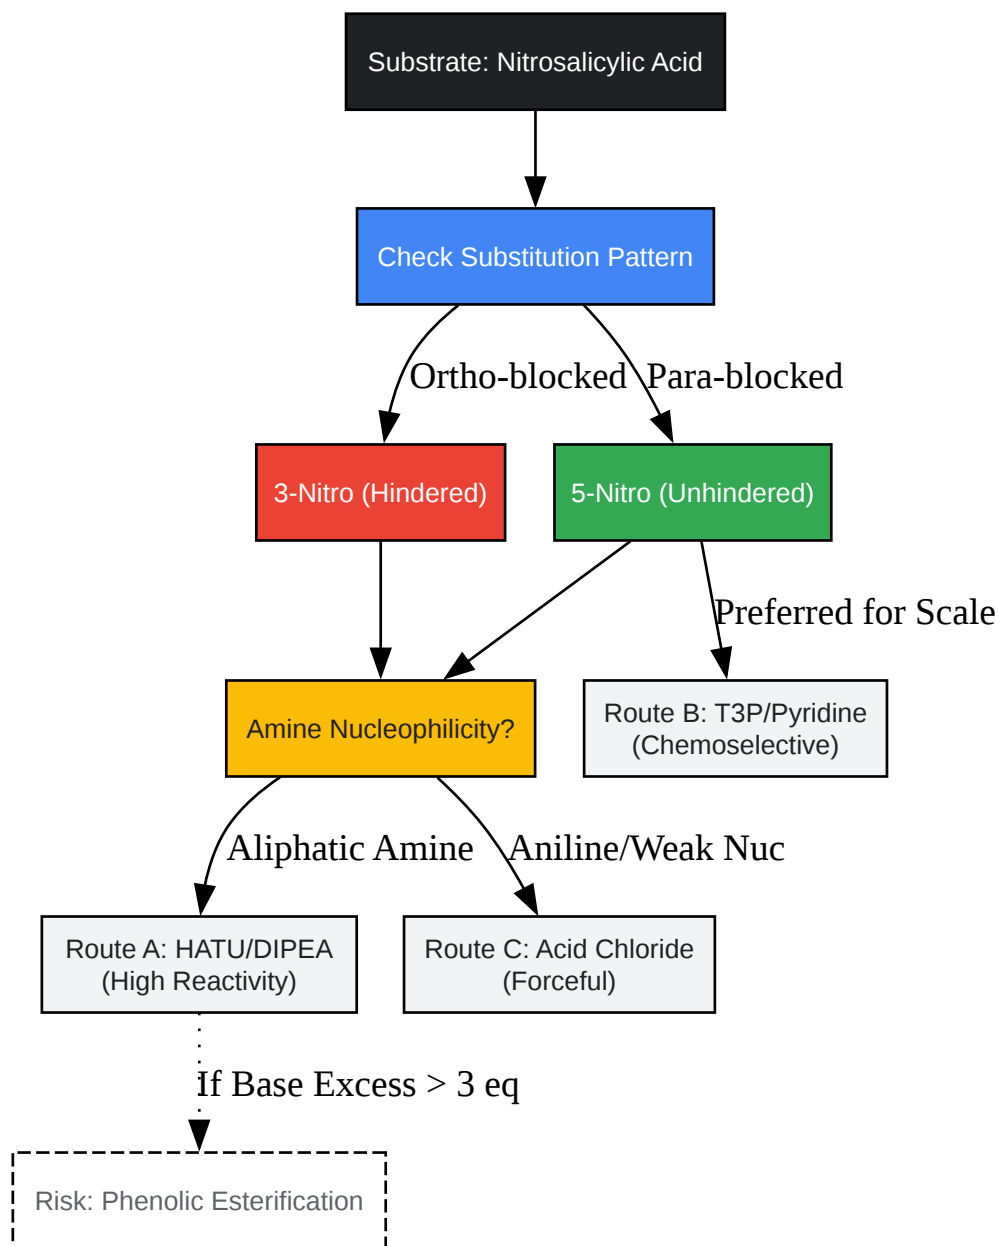 Substrate: Nitrosalicylic Acid
Check Substitution Pattern
Ortho-blocked
Para-blocked
3-Nitro (Hindered)
5-Nitro (Unhindered)
Preferred for Scale
Amine Nucleophilicity?
Route B: T3P/Pyridine
(Chemoselective)
Aliphatic Amine
Aniline/Weak Nuc
Route A: HATU/DIPEA
(High Reactivity)
Route C: Acid Chloride
(Forceful)
If Base Excess > 3 eq
Risk: Phenolic Esterification